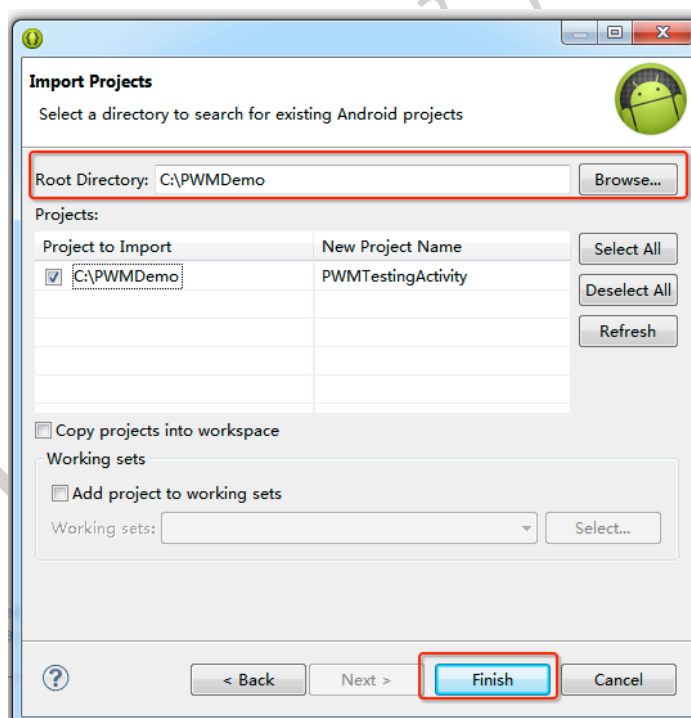 Import Projects
Select a directory to search for existing Android projects
Root Directory: C:\PWMDemo Browse...
Projects:
Project to Import New Project Name Select All
C:\PWMDemo PWMTestingActivity
Deselect All
Refresh
Copy projects into workspace
Working sets
Add project to working sets
Working sets: Select...
? < Back Next > Finish Cancel